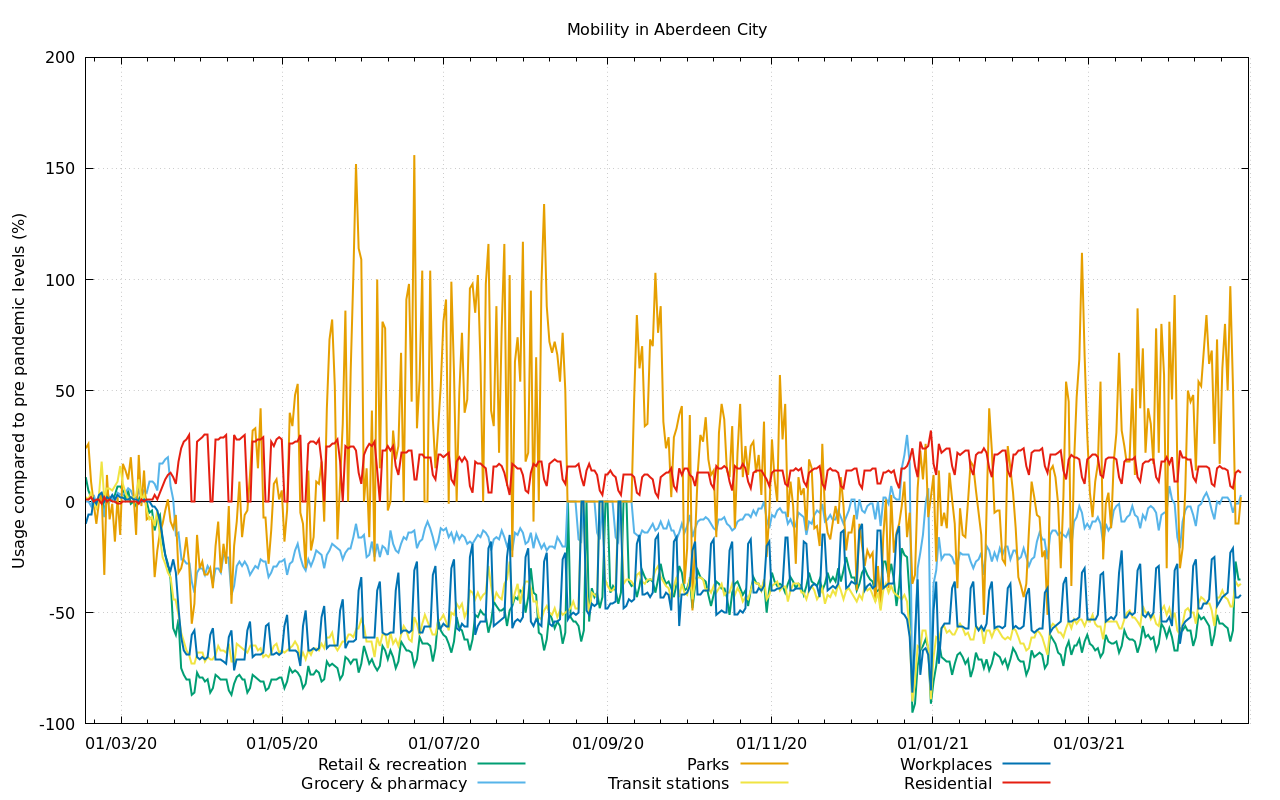 Mobility in Aberdeen City
Usage compared to pre pandemic levels (%)
200
150
100
50
0
-50
-100
01/03/20 01/05/20 01/07/20 01/09/20 01/11/20 01/01/21 01/03/21
Retail & recreation Parks Workplaces
Grocery & pharmacy Transit stations Residential